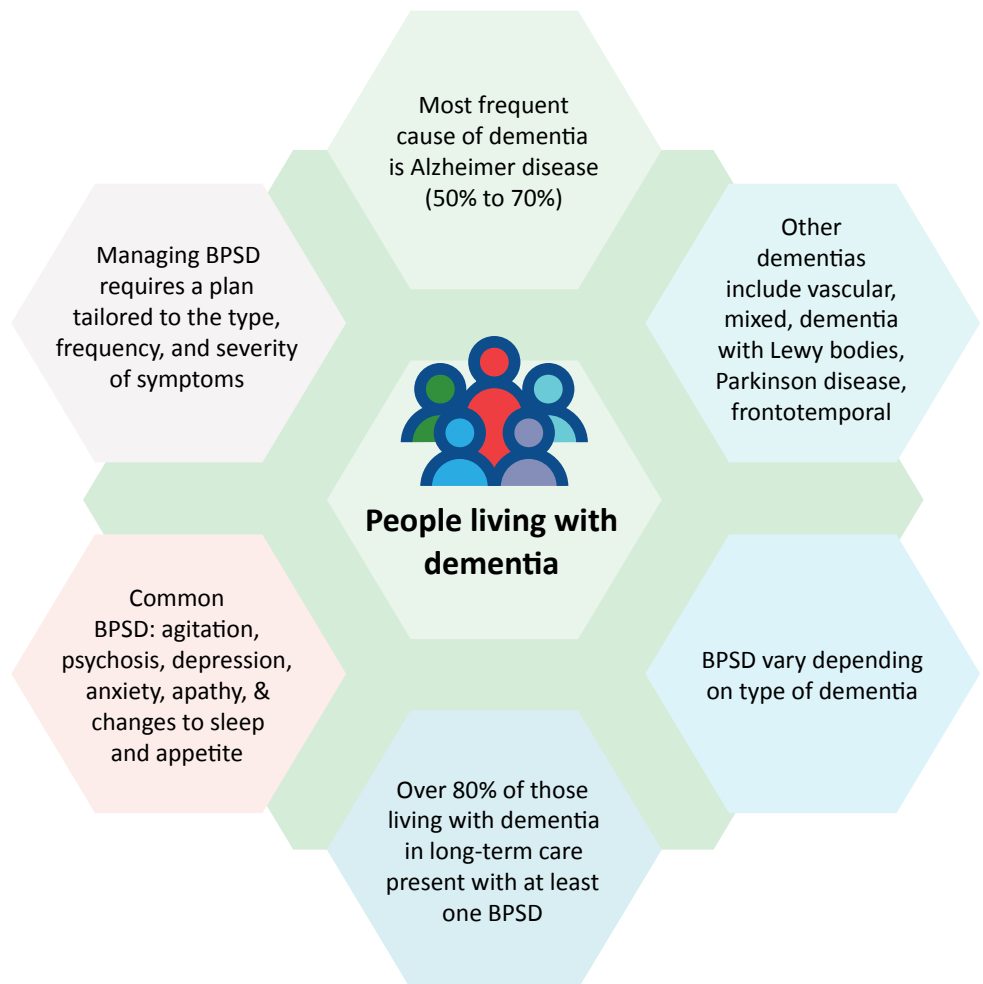 Most frequent
cause of dementia
is Alzheimer disease
(50% to 70%)
Other
dementias
include vascular,
mixed, dementia
with Lewy bodies,
Parkinson disease,
frontotemporal
BPSD vary depending
on type of dementia
Over 80% of those
living with dementia
in long-term care
present with at least
one BPSD
Common
BPSD: agitation,
psychosis, depression,
anxiety, apathy, &
changes to sleep
and appetite
Managing BPSD
requires a plan
tailored to the type,
frequency, and severity
of symptoms
People living with
dementia